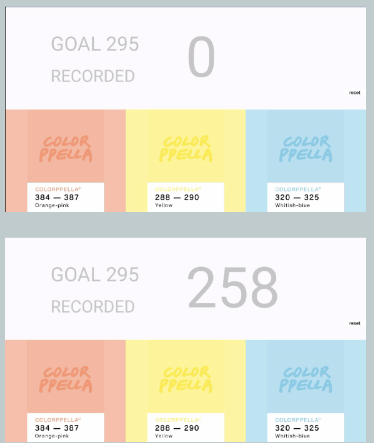 GOAL 295
0
RECORDED
reset
COLOR
PPELLA
COLOR
PPELLA
COLOR
PPELLA
COLORPPELLA®
COLORPPELLA®
COLORPPELLA®
384 — 387
288 — 290
320 — 325
Orange-pink
Yellow
Whitish-blue
GOAL 295
258
RECORDED
reset
COLOR
PPELLA
COLOR
PPELLA
COLOR
PPELLA
COLORPPELLA®
COLORPPELLA®
COLORPPELLA®
384 — 387
288 — 290
320 — 325
Orange-pink
Yellow
Whitish-blue